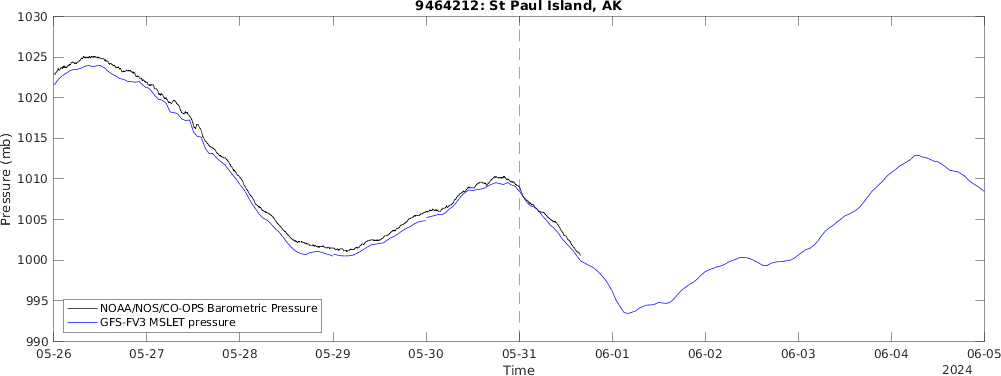 9464212: St Paul Island, AK
1030
1025
1020
1015
1010
1005
1000
995
990
Pressure (mb)
NOAA/NOS/CO-OPS Barometric Pressure
GFS-FV3 MSLET pressure
05-26 05-27 05-28 05-29 05-30 05-31 06-01 06-02 06-03 06-04 06-05
Time
2024